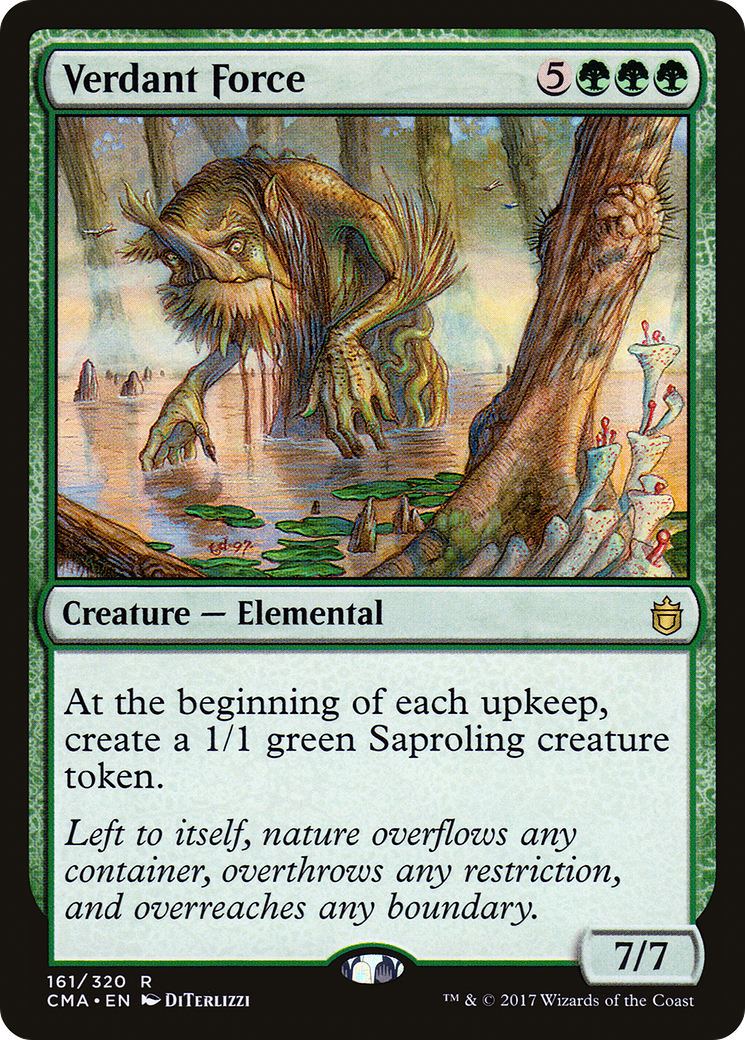 Verdant Force
5
Creature — Elemental
At the beginning of each upkeep,
create a 1/1 green Saproling creature
token.
Left to itself, nature overflows any
container, overthrows any restriction,
and overreaches any boundary.
7/7
161/320 R
CMA • EN DiTerlizzi
™ & © 2017 Wizards of the Coast